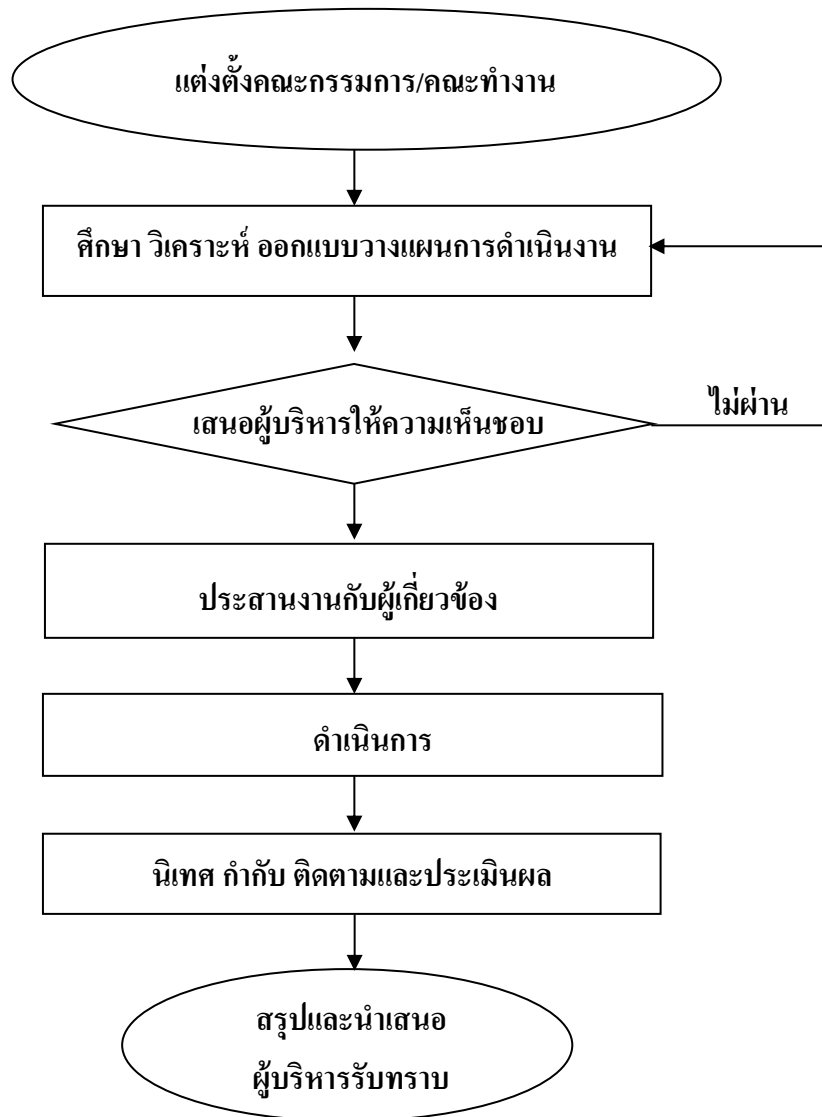 แต่งตั้งคณะกรรมการ/คณะทำงาน
ศึกษา วิเคราะห์ ออกแบบวางแผนการดำเนินงาน
เสนอผู้บริหารให้ความเห็นชอบ
ไม่ผ่าน
ประสานงานกับผู้เกี่ยวข้อง
ดำเนินการ
นิเทศ กำกับ ติดตามและประเมินผล
สรุปและนำเสนอ
ผู้บริหารรับทราบ